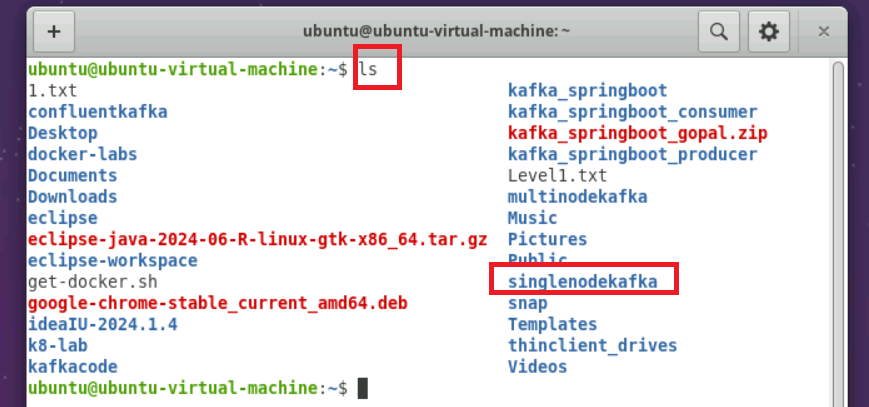 ubuntu@ubuntu-virtual-machine: ~
ubuntu@ubuntu-virtual-machine:~$ ls
1.txt kafka_springboot
confluentkafka kafka_springboot_consumer
Desktop kafka_springboot_gopal.zip
docker-labs kafka_springboot_producer
Documents Level1.txt
Downloads multinodekafka
eclipse Music
eclipse-java-2024-06-R-linux-gtk-x86_64.tar.gz Pictures
eclipse-workspace Public
get-docker.sh singlenodekafka
google-chrome-stable_current_amd64.deb snap
ideaIU-2024.1.4 Templates
k8-lab thinclient_drives
kafkacode Videos
ubuntu@ubuntu-virtual-machine:~$